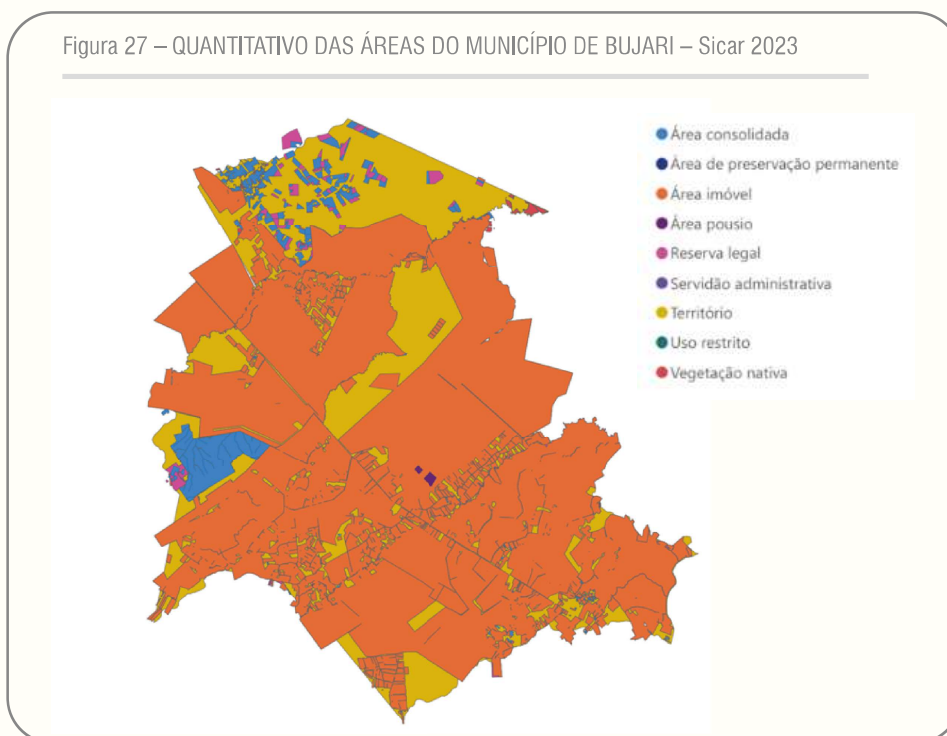 Figura 27 – QUANTITATIVO DAS ÁREAS DO MUNICÍPIO DE BUJARI – Sicar 2023
Área consolidada
Área de preservação permanente
Área imóvel
Área pousio
Reserva legal
Servidão administrativa
Território
Uso restrito
Vegetação nativa